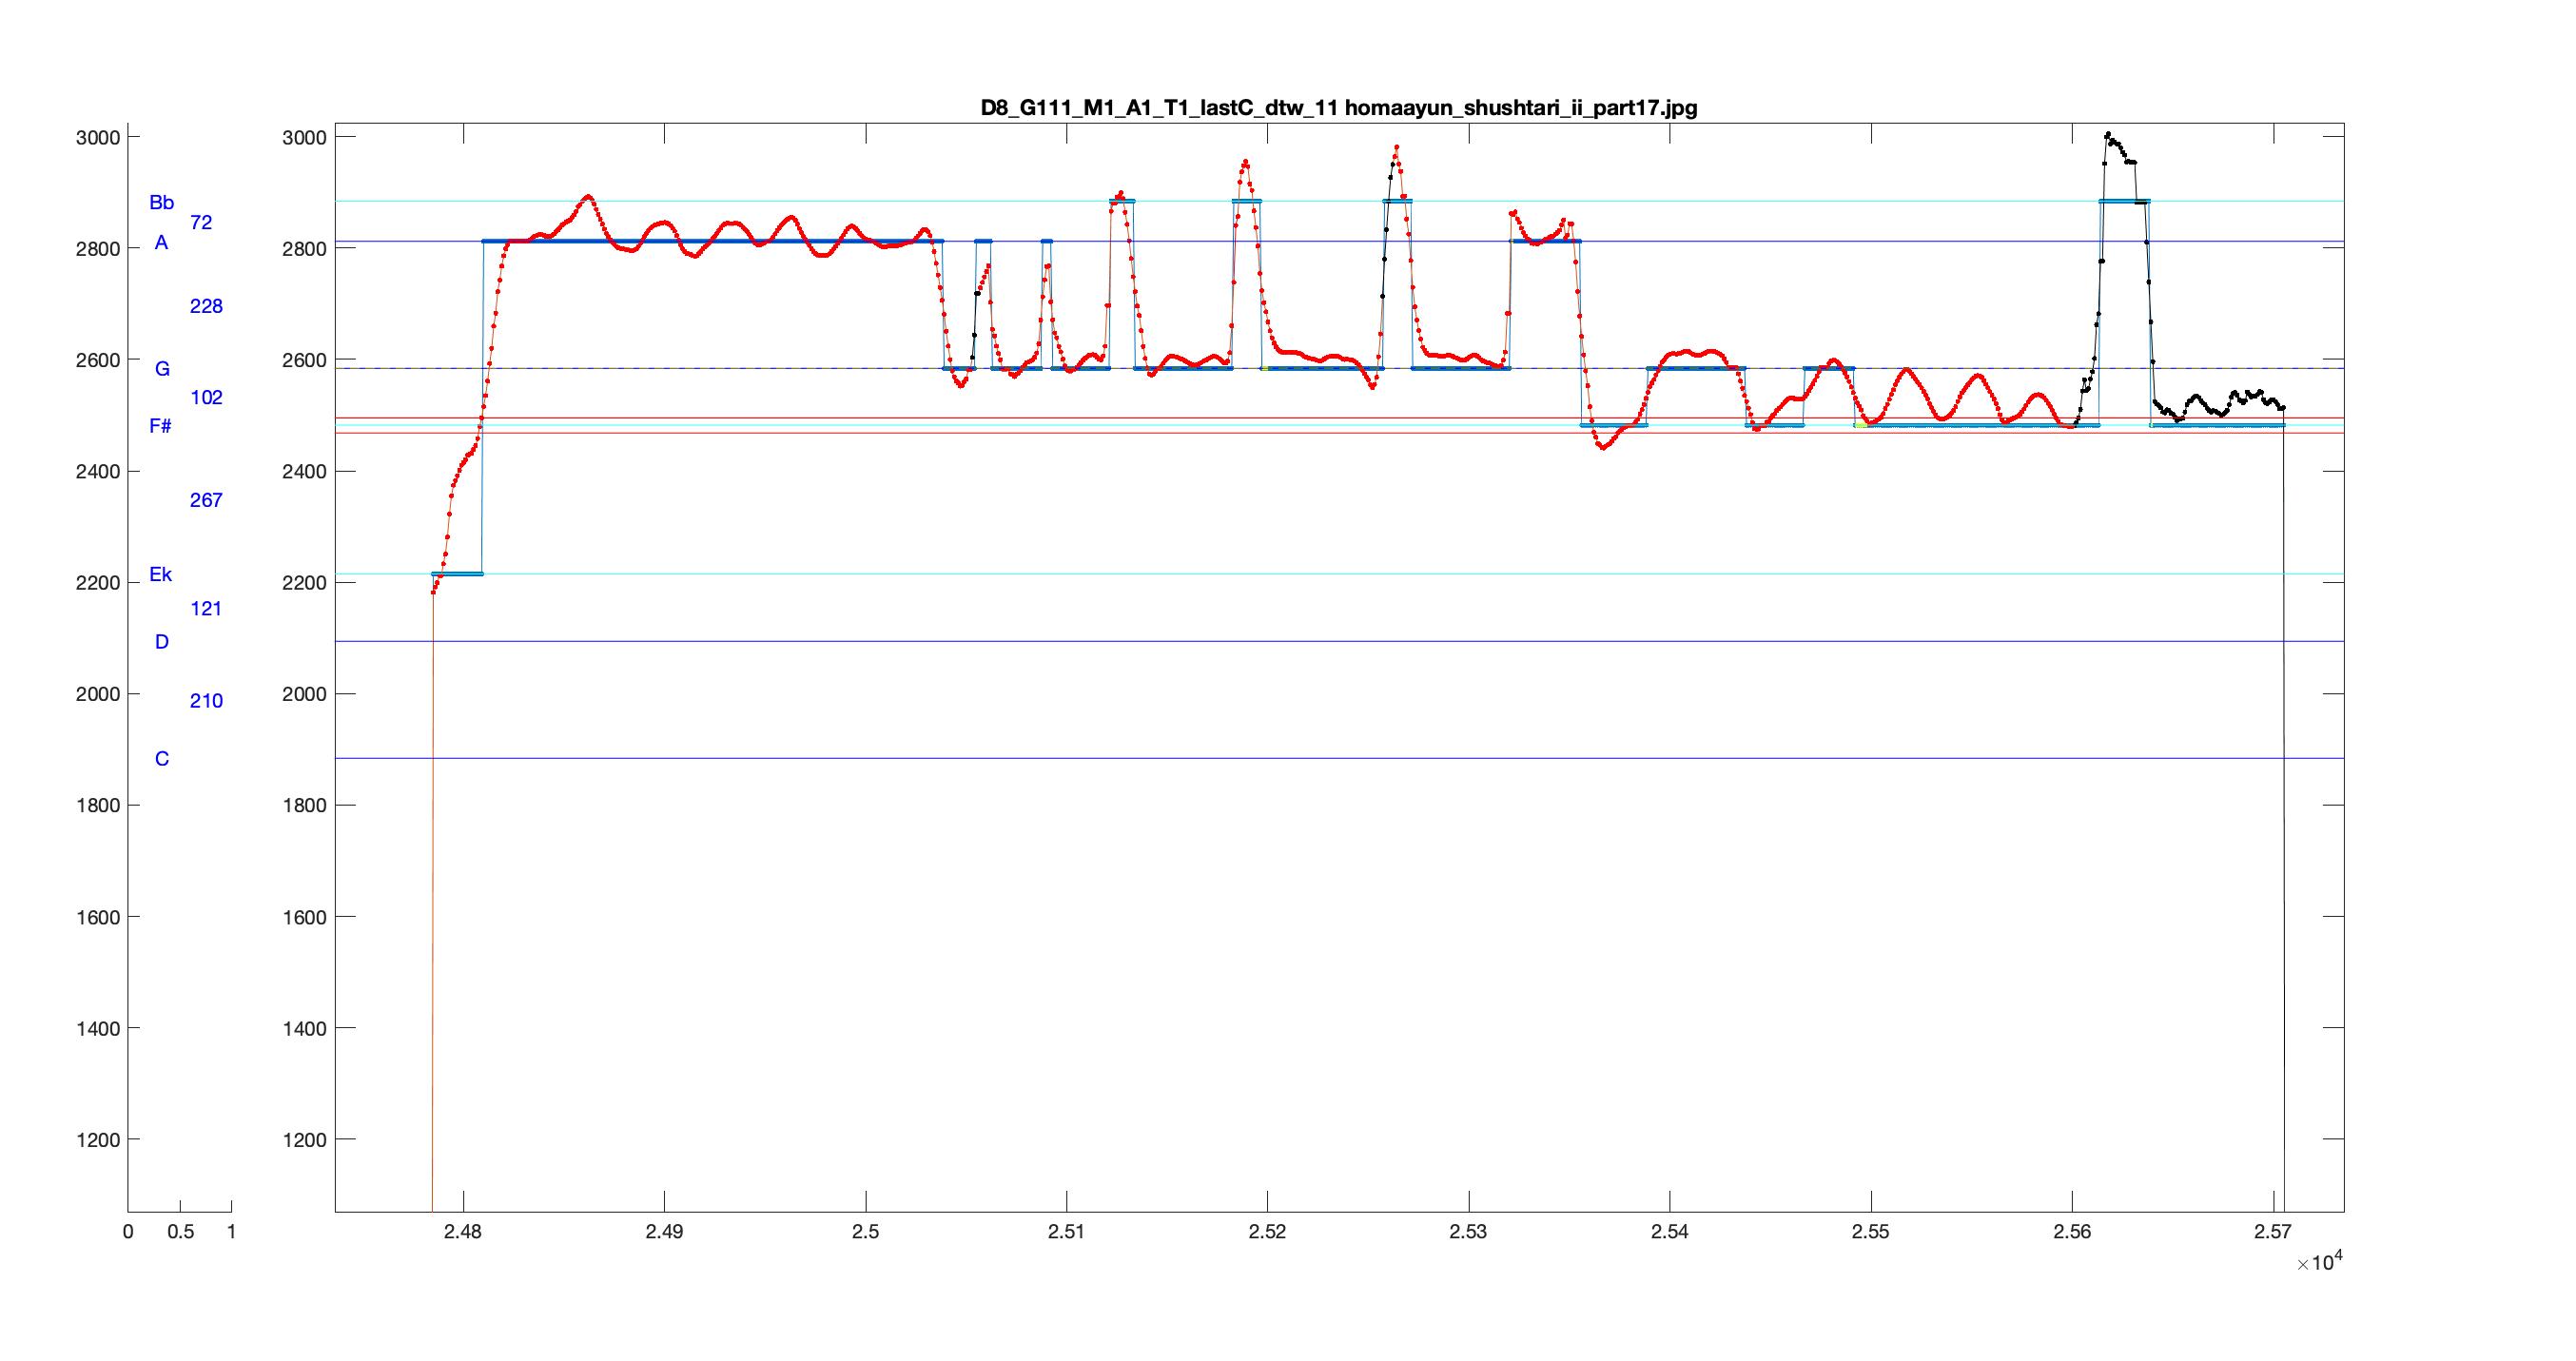 D8_G111_M1_A1_T1_lastC_dtw_11 homaayun_shushtari_ii_part17.jpg
3000 3000
Bb
72
A
2800 2800
228
2600 2600
G
102
F#
2400 2400
267
Ek
2200 2200
121
D
2000 2000
210
C
1800 1800
1600 1600
1400 1400
1200 1200
0 0.5 1 2.48 2.49 2.5 2.51 2.52 2.53 2.54 2.55 2.56 2.57
×10^4